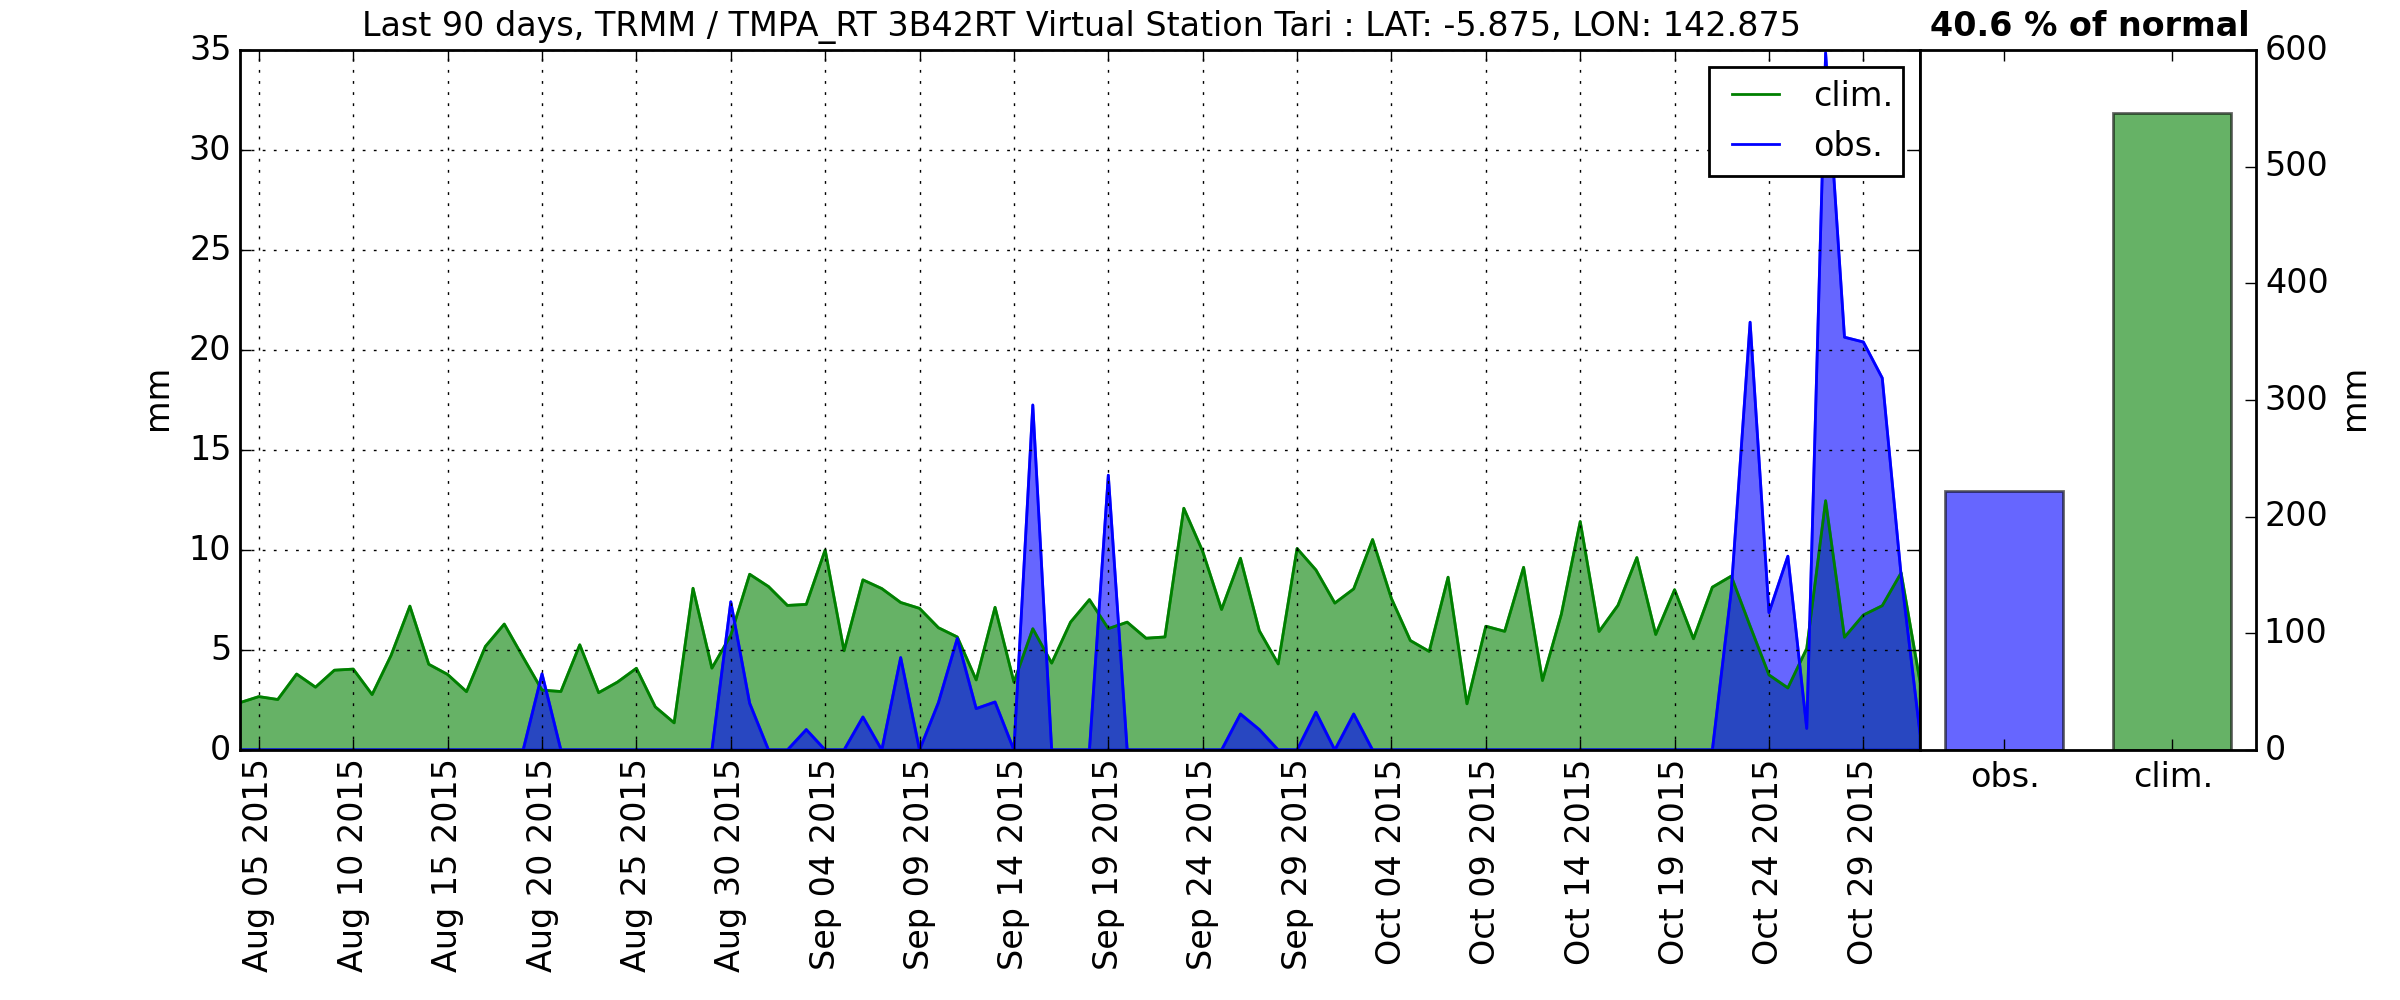 Last 90 days, TRMM / TMPA_RT 3B42RT Virtual Station Tari : LAT: -5.875, LON: 142.875
40.6 % of normal
35
30
25
20
15
10
5
0
mm
clim.
obs.
600
500
400
300
200
100
0
mm
obs.
clim.
Aug 05 2015
Aug 10 2015
Aug 15 2015
Aug 20 2015
Aug 25 2015
Aug 30 2015
Sep 04 2015
Sep 09 2015
Sep 14 2015
Sep 19 2015
Sep 24 2015
Sep 29 2015
Oct 04 2015
Oct 09 2015
Oct 14 2015
Oct 19 2015
Oct 24 2015
Oct 29 2015